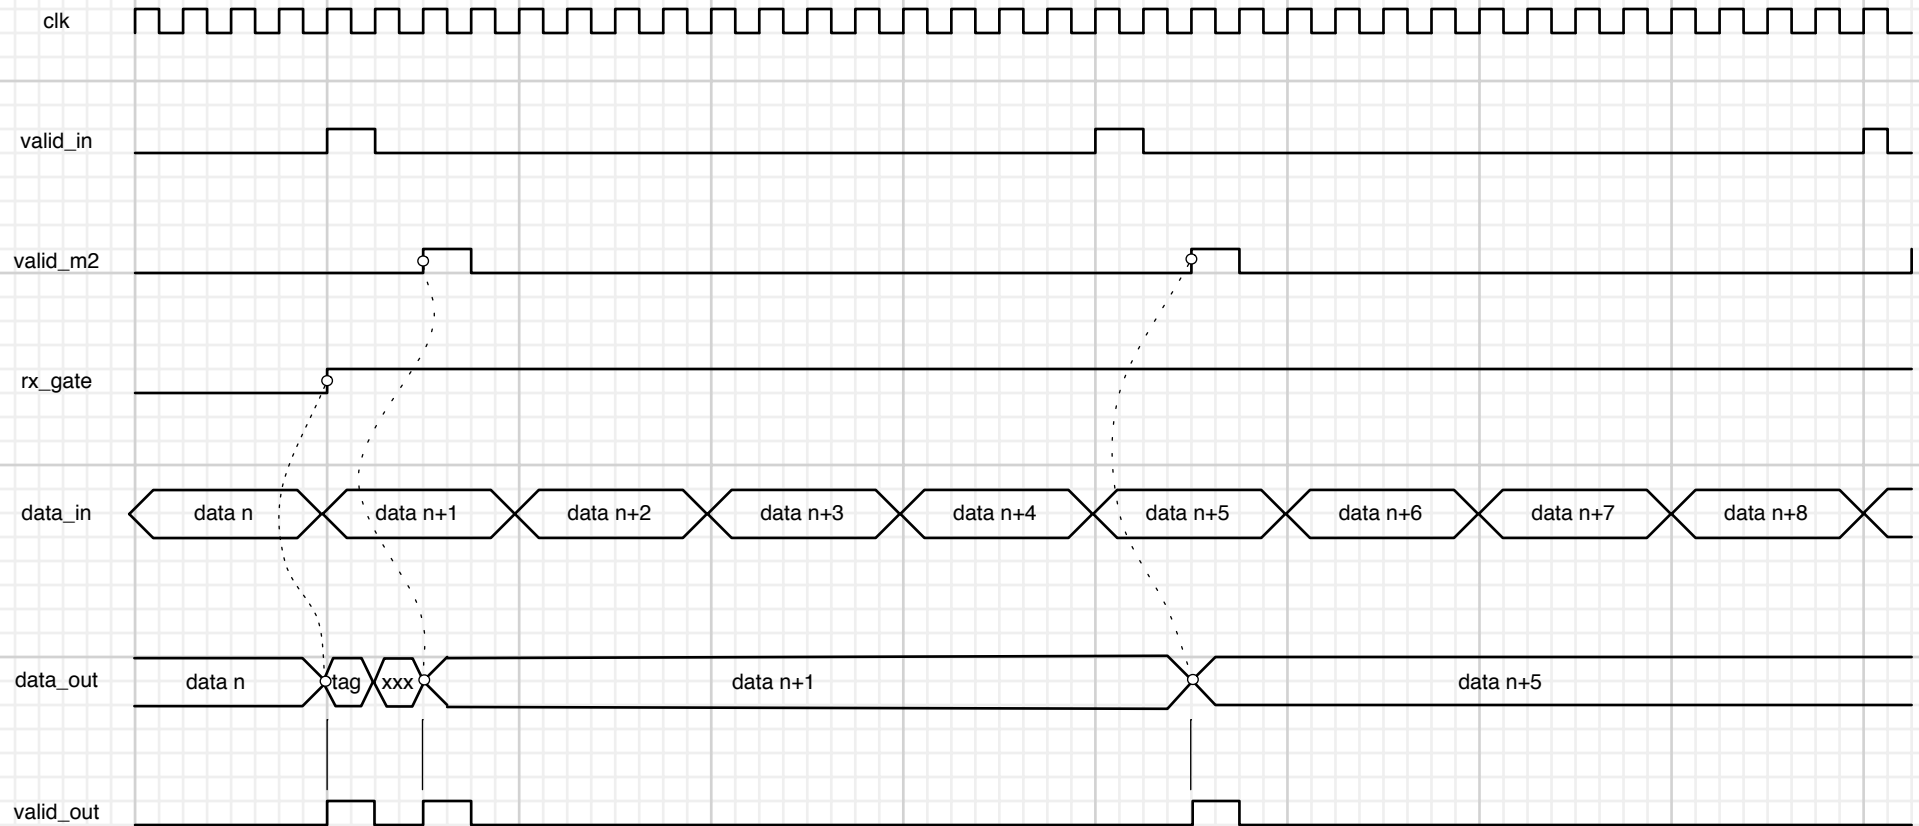 clk
valid_in
valid_m2
rx_gate
data_in data n data n+1 data n+2 data n+3 data n+4 data n+5 data n+6 data n+7 data n+8
data_out data n tag xxx data n+1 data n+5
valid_out